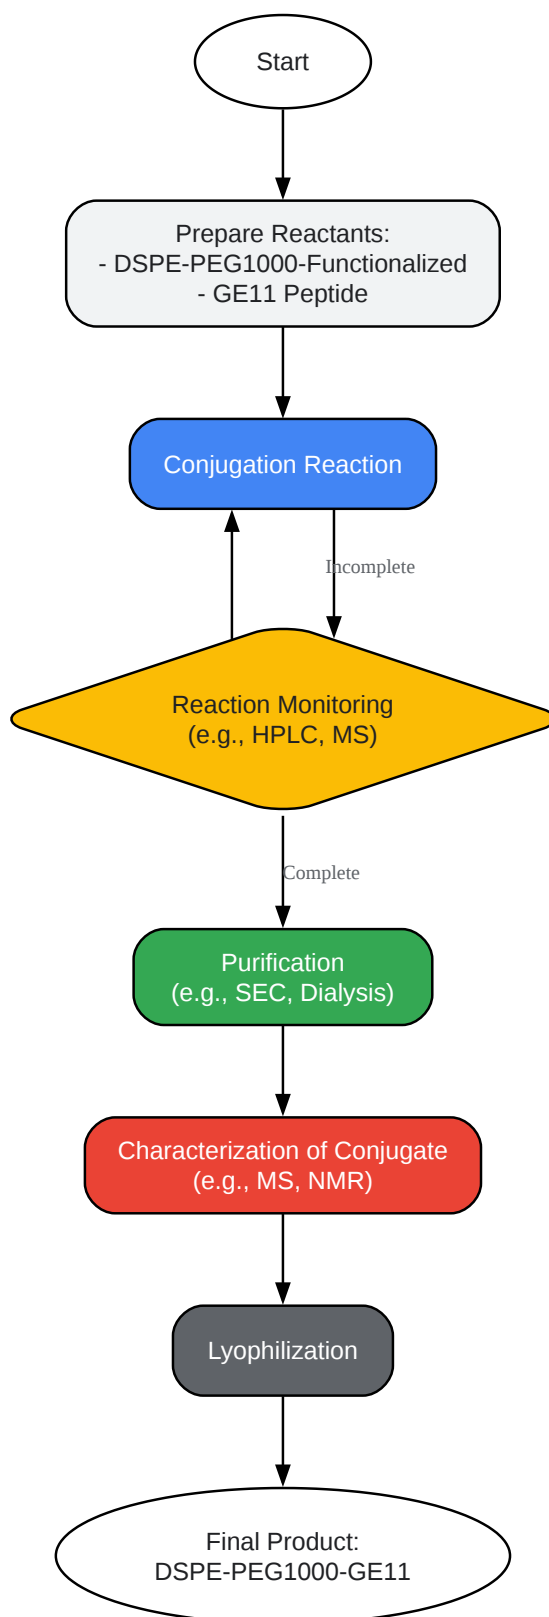 Start
Prepare Reactants:
- DSPE-PEG1000-Functionalized
- GE11 Peptide
Conjugation Reaction
Incomplete
Reaction Monitoring
(e.g., HPLC, MS)
Complete
Purification
(e.g., SEC, Dialysis)
Characterization of Conjugate
(e.g., MS, NMR)
Lyophilization
Final Product:
DSPE-PEG1000-GE11